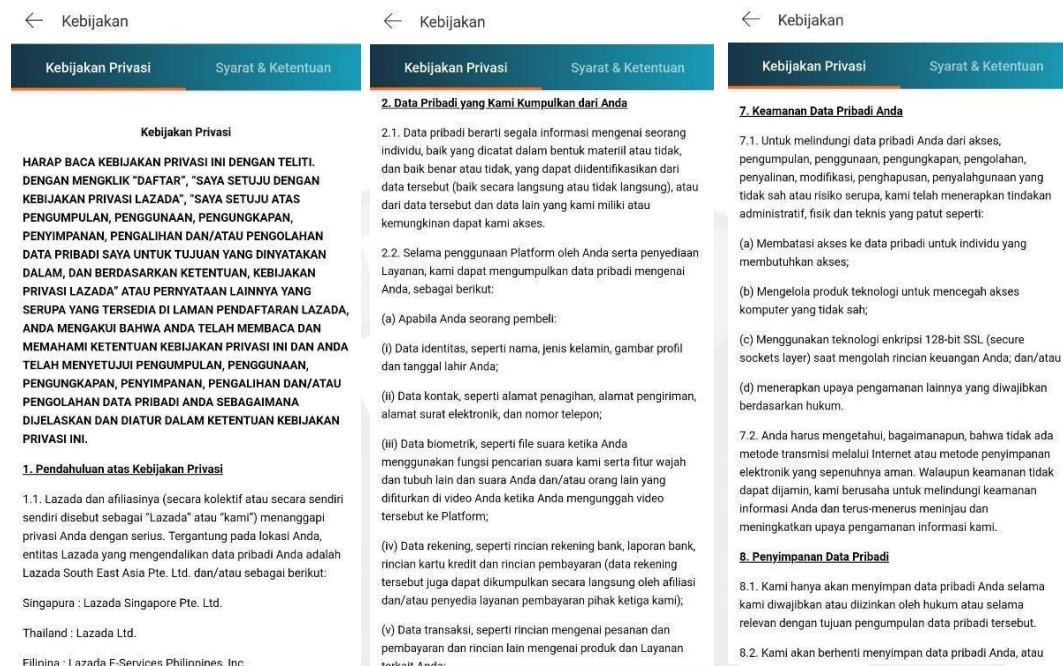 ← Kebijakan
Kebijakan Privasi
Syarat & Ketentuan
Kebijakan Privasi
HARAP BACA KEBIJAKAN PRIVASI INI DENGAN TELITI.
DENGAN MENGKLIK “DAFTAR”, “SAYA SETUJU DENGAN
KEBIJAKAN PRIVASI LAZADA”, “SAYA SETUJU ATAS
PENGUMPULAN, PENGGUNAAN, PENGUNGKAPAN,
PENYIMPANAN, PENGALIHAN DAN/ATAU PENGOLAHAN
DATA PRIBADI SAYA UNTUK TUJUAN YANG DINYATAKAN
DALAM, DAN BERDASARKAN KETENTUAN, KEBIJAKAN
PRIVASI LAZADA” ATAU PERNYATAAN LAINNYA YANG
SERUPA YANG TERSEDIA DI LAMAN PENDAFTARAN LAZADA,
ANDA MENGAKUI BAHWA ANDA TELAH MEMBACA DAN
MEMAHAMI KETENTUAN KEBIJAKAN PRIVASI INI DAN ANDA
TELAH MENYETUJUI PENGUMPULAN, PENGGUNAAN,
PENGUNGKAPAN, PENYIMPANAN, PENGALIHAN DAN/ATAU
PENGOLAHAN DATA PRIBADI ANDA SEBAGAIMANA
DIJELASKAN DAN DIATUR DALAM KETENTUAN KEBIJAKAN
PRIVASI INI.
1. Pendahuluan atas Kebijakan Privasi
1.1. Lazada dan afiliasinya (secara kolektif atau secara sendiri
sendiri disebut sebagai “Lazada” atau “kami”) menanggapi
privasi Anda dengan serius. Tergantung pada lokasi Anda,
entitas Lazada yang mengendalikan data pribadi Anda adalah
Lazada South East Asia Pte. Ltd. dan/atau sebagai berikut:
Singapura : Lazada Singapore Pte. Ltd.
Thailand : Lazada Ltd.
Filipina : Lazada E-Services Philippines, Inc.
← Kebijakan
Kebijakan Privasi
Syarat & Ketentuan
2. Data Pribadi yang Kami Kumpulkan dari Anda
2.1. Data pribadi berarti segala informasi mengenai seorang
individu, baik yang dicatat dalam bentuk materiil atau tidak,
dan baik benar atau tidak, yang dapat diidentifikasikan dari
data tersebut (baik secara langsung atau tidak langsung), atau
dari data tersebut dan data lain yang kami miliki atau
kemungkinan dapat kami akses.
2.2. Selama penggunaan Platform oleh Anda serta penyediaan
Layanan, kami dapat mengumpulkan data pribadi mengenai
Anda, sebagai berikut:
(a) Apabila Anda seorang pembeli:
(i) Data identitas, seperti nama, jenis kelamin, gambar profil
dan tanggal lahir Anda;
(ii) Data kontak, seperti alamat penagihan, alamat pengiriman,
alamat surat elektronik, dan nomor telepon;
(iii) Data biometrik, seperti file suara ketika Anda
menggunakan fungsi pencarian suara kami serta fitur wajah
dan tubuh lain dan suara Anda dan/atau orang lain yang
difiturkan di video Anda ketika Anda mengunggah video
tersebut ke Platform;
(iv) Data rekening, seperti rincian rekening bank, laporan bank,
rincian kartu kredit dan rincian pembayaran (data rekening
tersebut juga dapat dikumpulkan secara langsung oleh afiliasi
dan/atau penyedia layanan pembayaran pihak ketiga kami);
(v) Data transaksi, seperti rincian mengenai pesanan dan
pembayaran dan rincian lain mengenai produk dan Layanan
terkait Anda;
← Kebijakan
Kebijakan Privasi
Syarat & Ketentuan
7. Keamanan Data Pribadi Anda
7.1. Untuk melindungi data pribadi Anda dari akses,
pengumpulan, penggunaan, pengungkapan, pengolahan,
penyalinan, modifikasi, penghapusan, penyalahgunaan yang
tidak sah atau risiko serupa, kami telah menerapkan tindakan
administratif, fisik dan teknis yang patut seperti:
(a) Membatasi akses ke data pribadi untuk individu yang
membutuhkan akses;
(b) Mengelola produk teknologi untuk mencegah akses
komputer yang tidak sah;
(c) Menggunakan teknologi enkripsi 128-bit SSL (secure
sockets layer) saat mengolah rincian keuangan Anda; dan/atau
(d) menerapkan upaya pengamanan lainnya yang diwajibkan
berdasarkan hukum.
7.2. Anda harus mengetahui, bagaimanapun, bahwa tidak ada
metode transmisi melalui Internet atau metode penyimpanan
elektronik yang sepenuhnya aman. Walaupun keamanan tidak
dapat dijamin, kami berusaha untuk melindungi keamanan
informasi Anda dan terus-menerus meninjau dan
meningkatkan upaya pengamanan informasi kami.
8. Penyimpanan Data Pribadi
8.1. Kami hanya akan menyimpan data pribadi Anda selama
kami diwajibkan atau diizinkan oleh hukum atau selama
relevan dengan tujuan pengumpulan data pribadi tersebut.
8.2. Kami akan berhenti menyimpan data pribadi Anda, atau